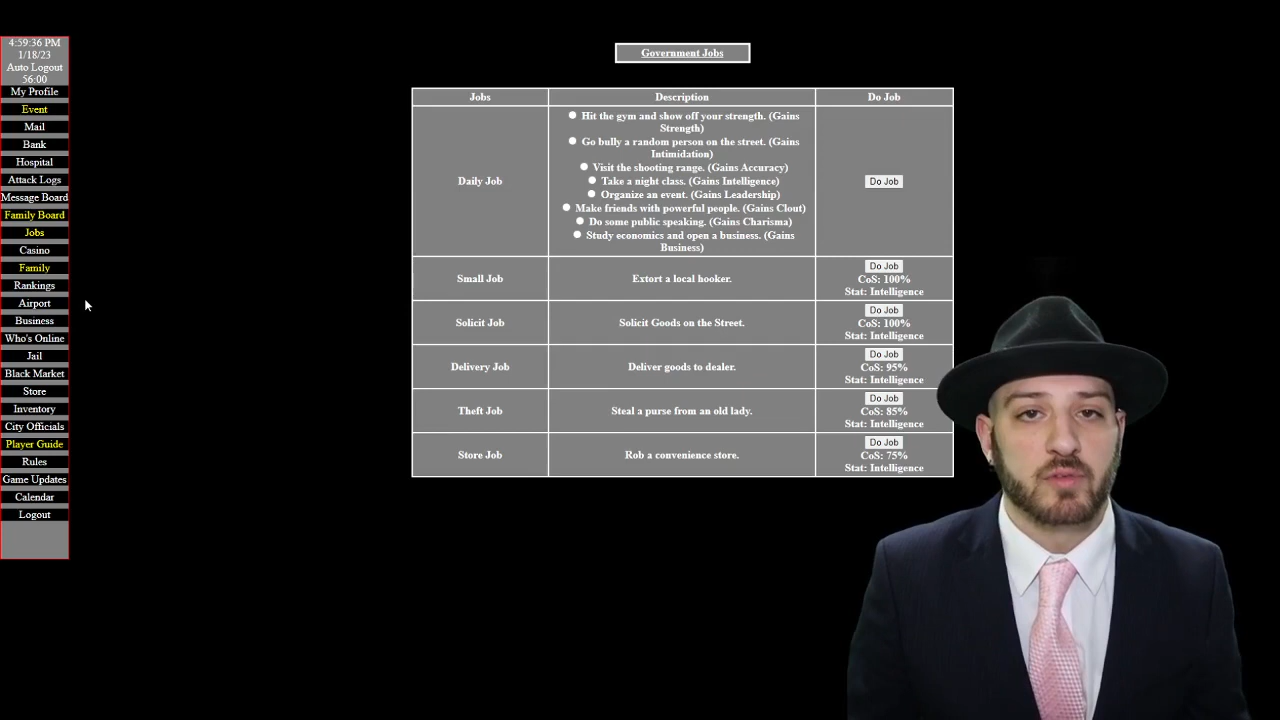 4:59:36 PM
1/18/23
Auto Logout
56:00
My Profile
Event
Mail
Bank
Hospital
Attack Logs
Message Board
Family Board
Jobs
Casino
Family
Rankings
Airport
Business
Who's Online
Jail
Black Market
Store
Inventory
City Officials
Player Guide
Rules
Game Updates
Calendar
Logout
Government Jobs
Jobs Description Do Job
Daily Job
Hit the gym and show off your strength. (Gains
Strength)
Go bully a random person on the street. (Gains
Intimidation)
Visit the shooting range. (Gains Accuracy)
Take a night class. (Gains Intelligence)
Organize an event. (Gains Leadership)
Make friends with powerful people. (Gains Clout)
Do some public speaking. (Gains Charisma)
Study economics and open a business. (Gains
Business)
Do Job
Small Job
Extort a local hooker.
Do Job
CoS: 100%
Stat: Intelligence
Solicit Job
Solicit Goods on the Street.
Do Job
CoS: 100%
Stat: Intelligence
Delivery Job
Deliver goods to dealer.
Do Job
CoS: 95%
Stat: Intelligence
Theft Job
Steal a purse from an old lady.
Do Job
CoS: 85%
Stat: Intelligence
Store Job
Rob a convenience store.
Do Job
CoS: 75%
Stat: Intelligence